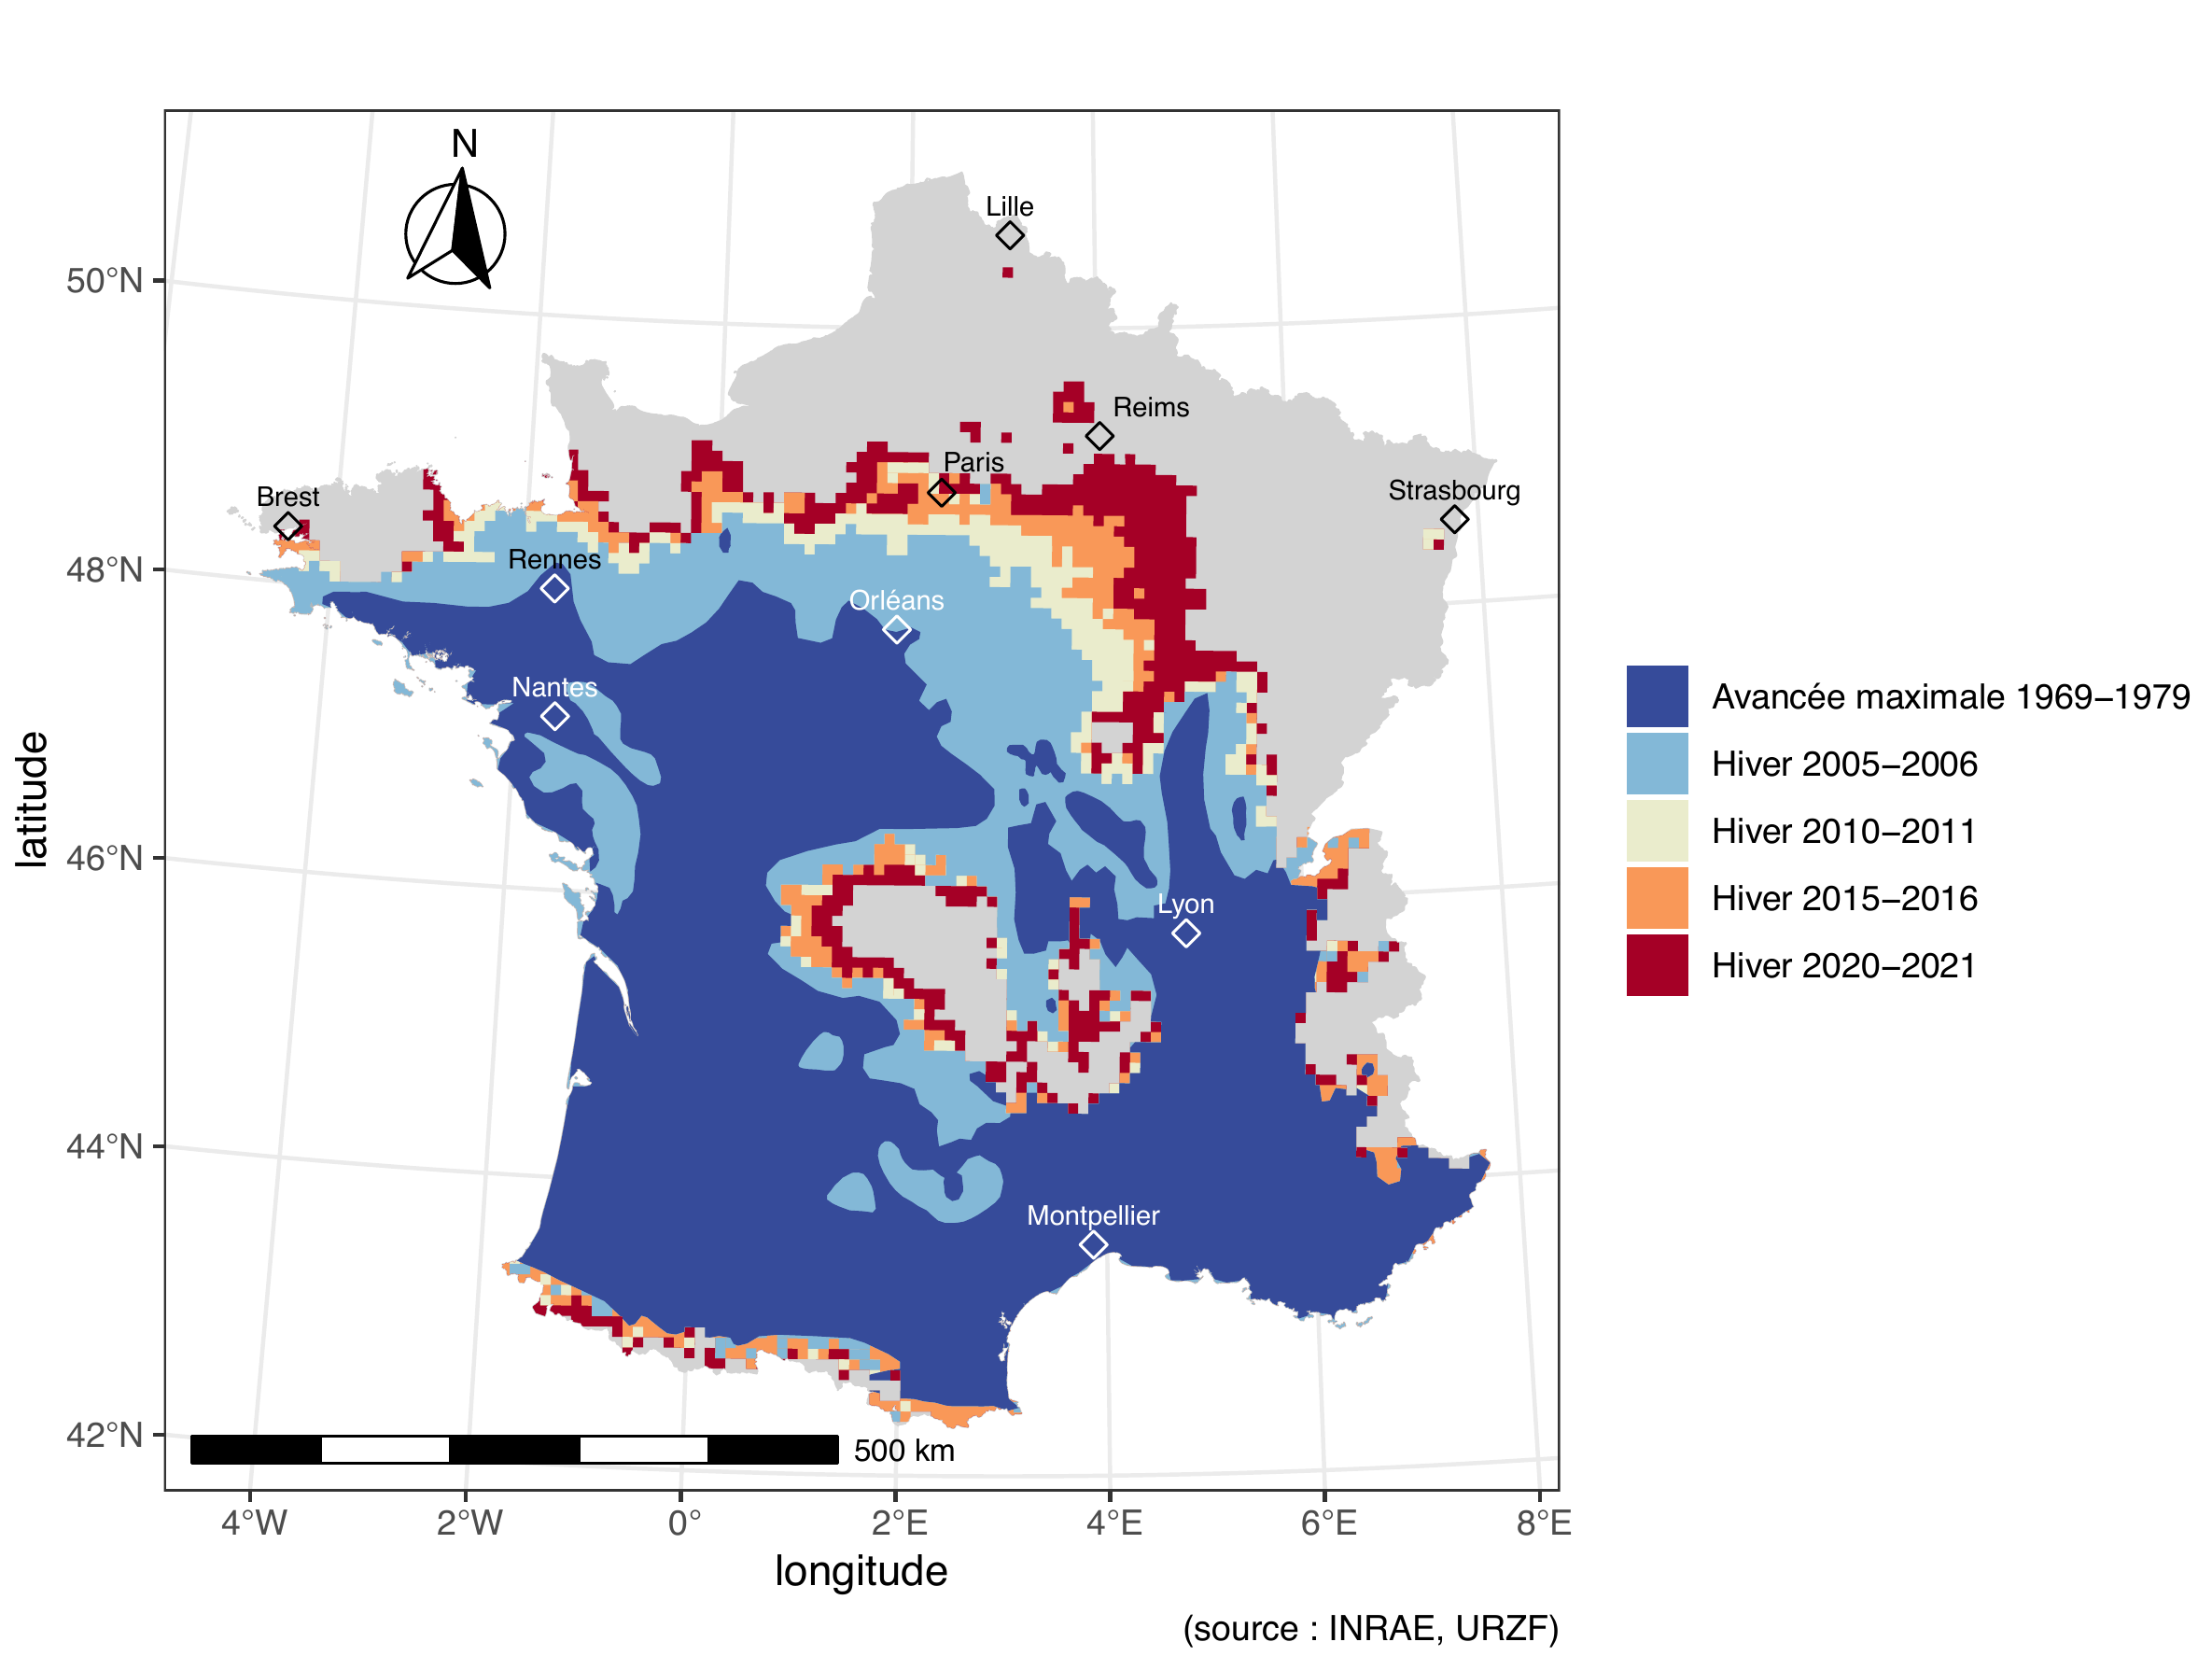 N
Lille
Reims
Paris
Strasbourg
Brest
Rennes
Orléans
Nantes
Lyon
Montpellier
50°N
48°N
46°N
44°N
42°N
latitude
500 km
4°W
2°W
0°
2°E
4°E
6°E
8°E
longitude
(source : INRAE, URZF)
Avancée maximale 1969–1979
Hiver 2005–2006
Hiver 2010–2011
Hiver 2015–2016
Hiver 2020–2021